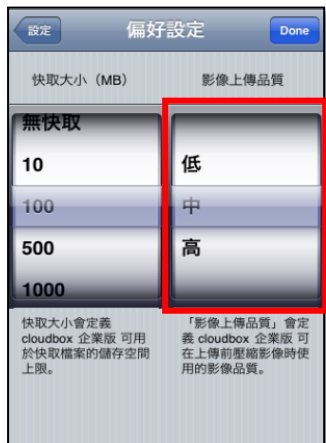 設定
偏好設定
Done
快取大小（MB）
影像上傳品質
無快取
10
100
500
1000
低
中
高
快取大小會定義
cloudbox 企業版 可用
於快取檔案的儲存空間
上限。
「影像上傳品質」會定
義 cloudbox 企業版 可
在上傳前壓縮影像時使
用的影像品質。